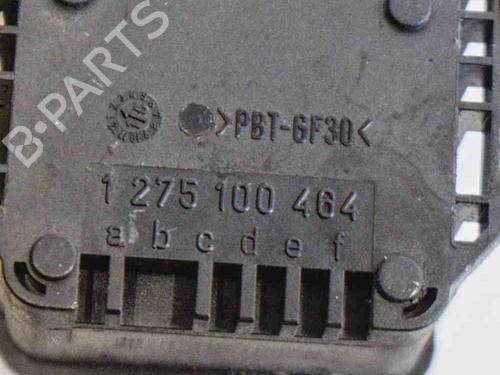 B-PARTS
>PBT-GF30<
1 275 100 464
a b c d e f